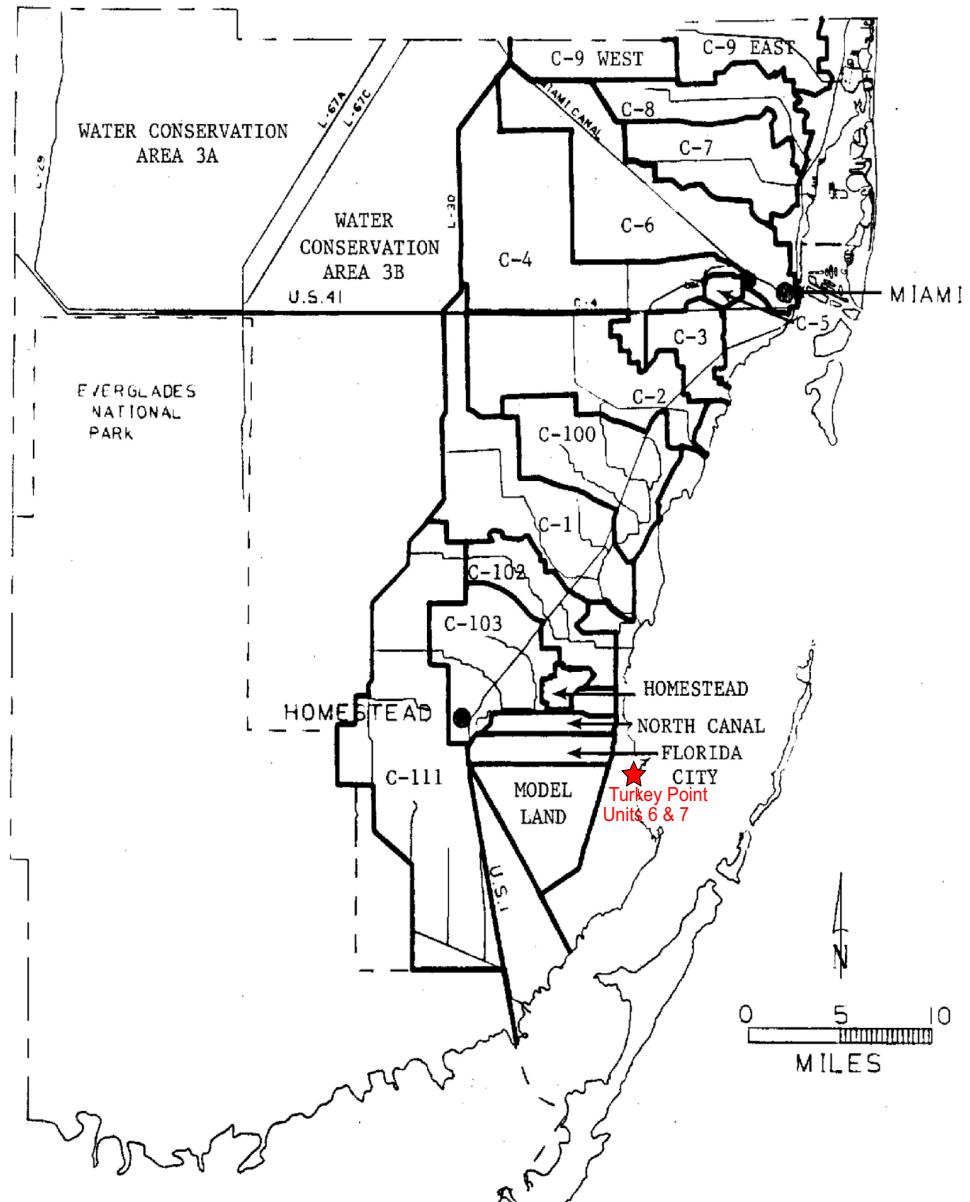 C-9 WEST
C-9 EAST
L-67A
L-67C
MIAMI CANAL
C-8
WATER CONSERVATION
AREA 3A
C-7
L-29
L-30
WATER
CONSERVATION
AREA 3B
C-6
C-4
U.S.41
C-4
MIAMI
C-5
C-3
EVERGLADES
NATIONAL
PARK
C-2
C-100
C-1
C-102
C-103
HOMESTEAD
HOMESTEAD
NORTH CANAL
FLORIDA
CITY
C-111
MODEL
LAND
Turkey Point
Units 6 & 7
U.S.1
N
0 5 10
MILES